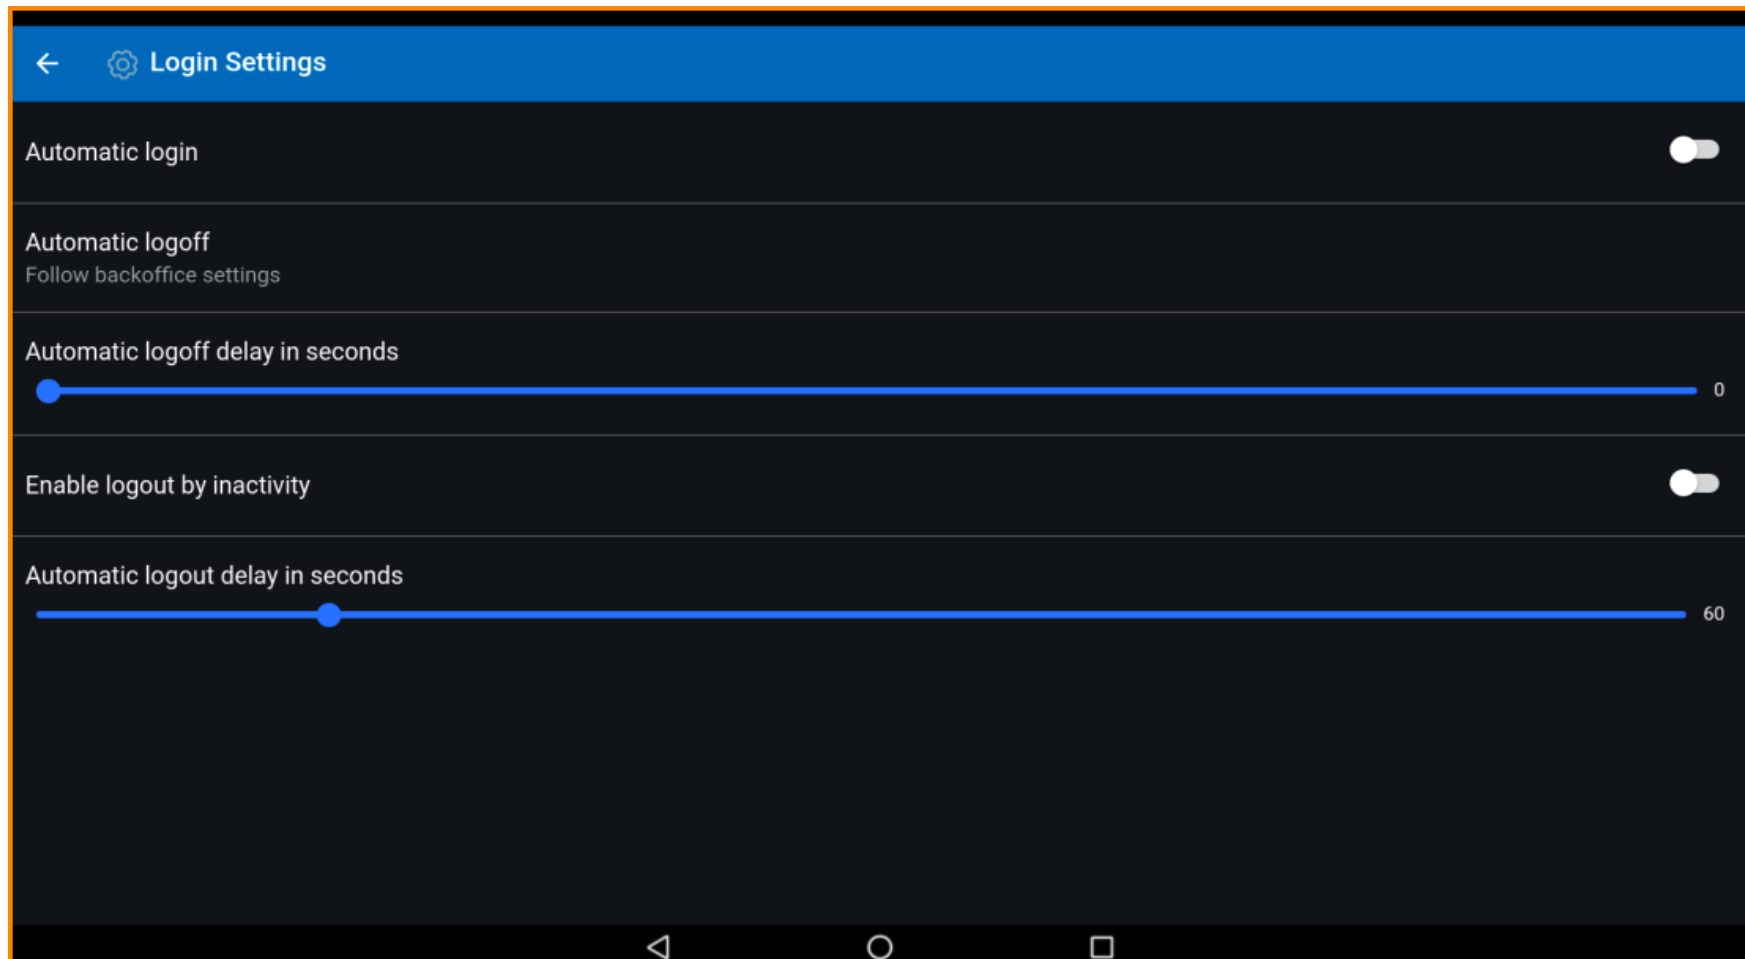 Login Settings
Automatic login
Automatic logoff
Follow backoffice settings
Automatic logoff delay in seconds
0
Enable logout by inactivity
Automatic logout delay in seconds
60